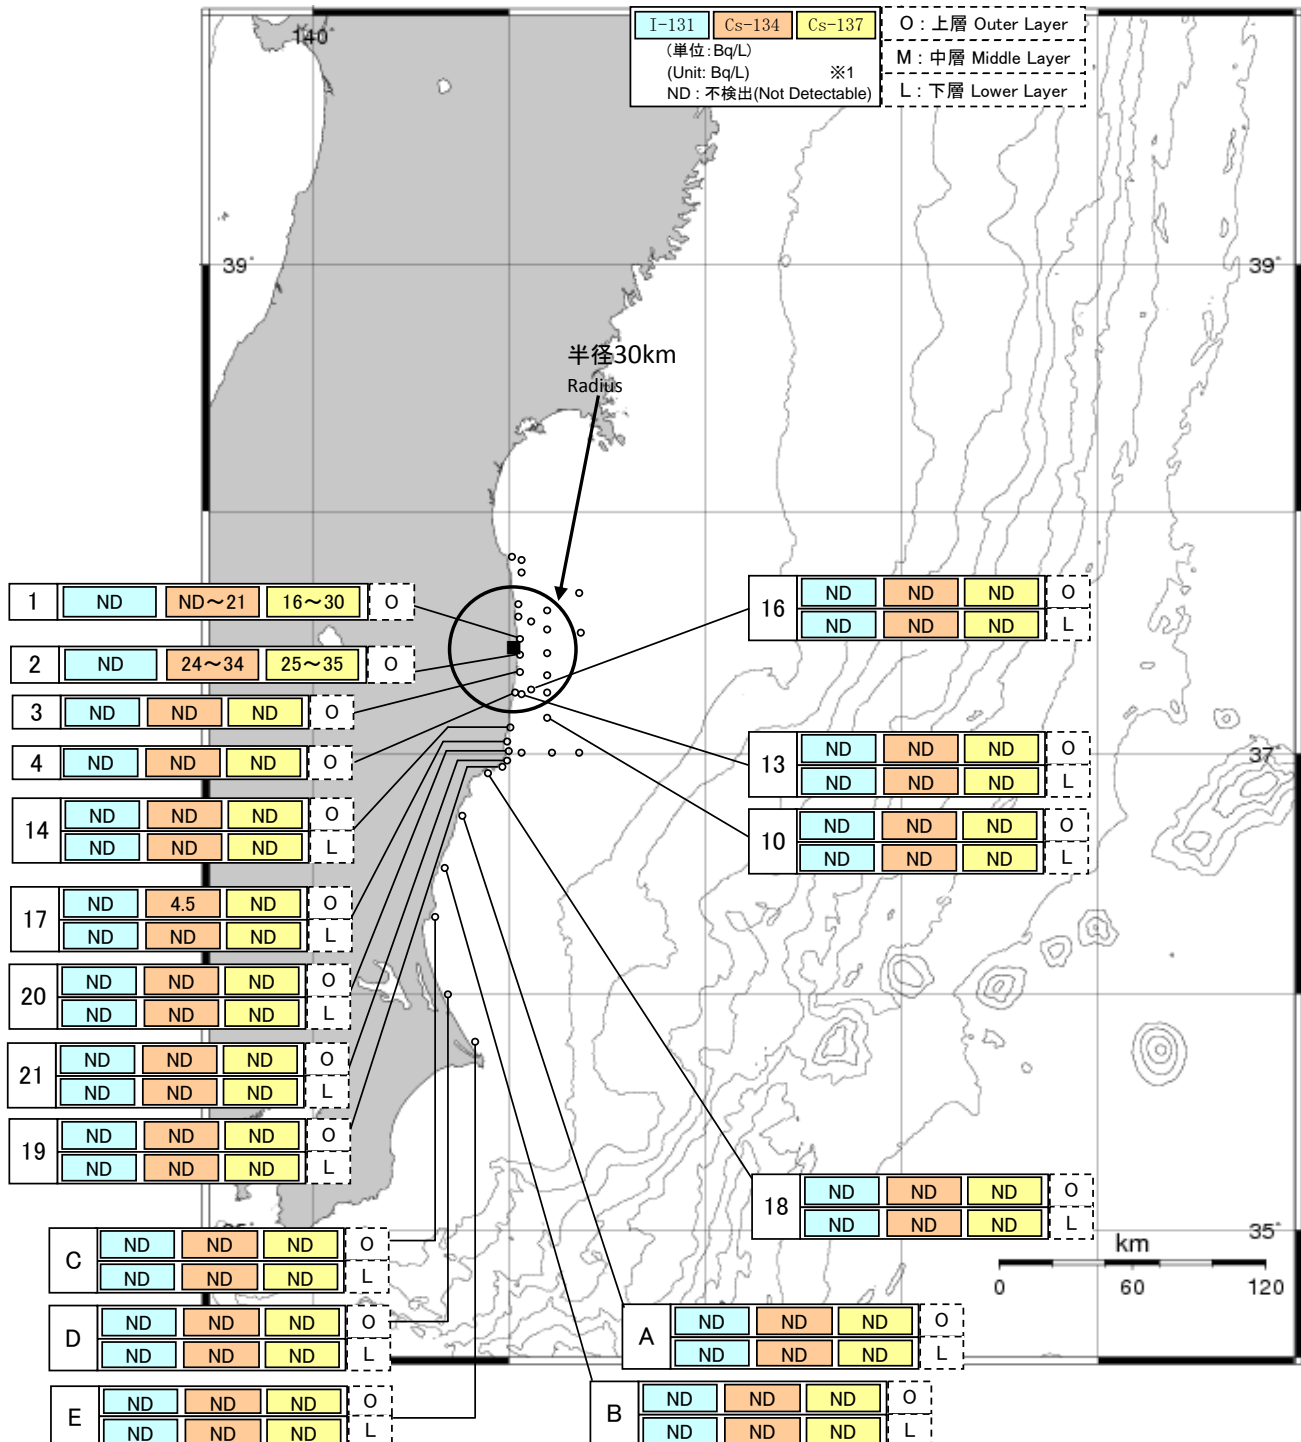 140°
I-131 Cs-134 Cs-137
(単位:Bq/L)
(Unit: Bq/L) ※1
ND : 不検出(Not Detectable)
O : 上層 Outer Layer
M : 中層 Middle Layer
L : 下層 Lower Layer
39° 39°
半径30km
Radius
1 ND ND～21 16～30 O
2 ND 24～34 25～35 O
3 ND ND ND O
4 ND ND ND O
14 ND ND ND O
ND ND ND L
17 ND 4.5 ND O
ND ND ND L
20 ND ND ND O
ND ND ND L
21 ND ND ND O
ND ND ND L
19 ND ND ND O
ND ND ND L
16 ND ND ND O
ND ND ND L
37°
13 ND ND ND O
ND ND ND L
10 ND ND ND O
ND ND ND L
18 ND ND ND O
ND ND ND L
35°
km
0 60 120
C ND ND ND O
ND ND ND L
D ND ND ND O
ND ND ND L
E ND ND ND O
ND ND ND L
A ND ND ND O
ND ND ND L
B ND ND ND O
ND ND ND L